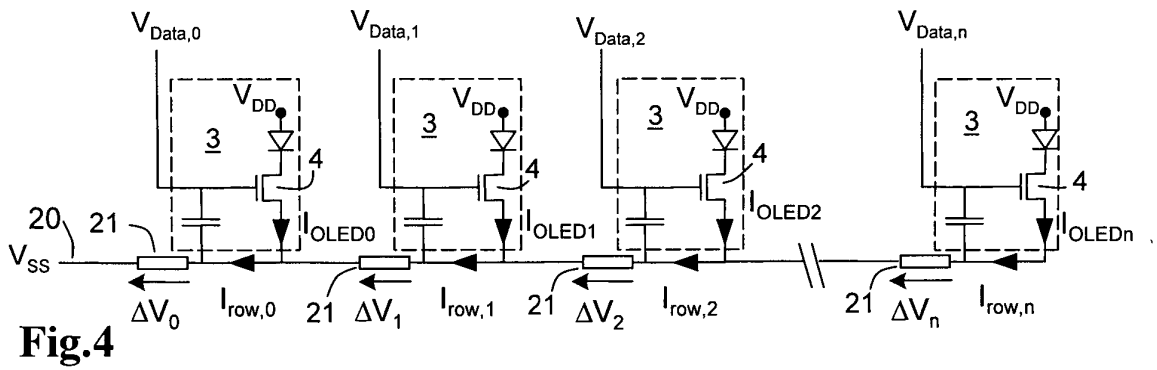 V_Data,0 V_Data,1 V_Data,2 V_Data,n
V_DD V_DD V_DD V_DD
3 3 3 3
4 4 4 4
20 21 I_OLED0 I_OLED1 I_OLED2 I_OLEDn
V_SS
21 21 21
ΔV_0 I_row,0 ΔV_1 I_row,1 ΔV_2 I_row,2 ΔV_n I_row,n
Fig.4